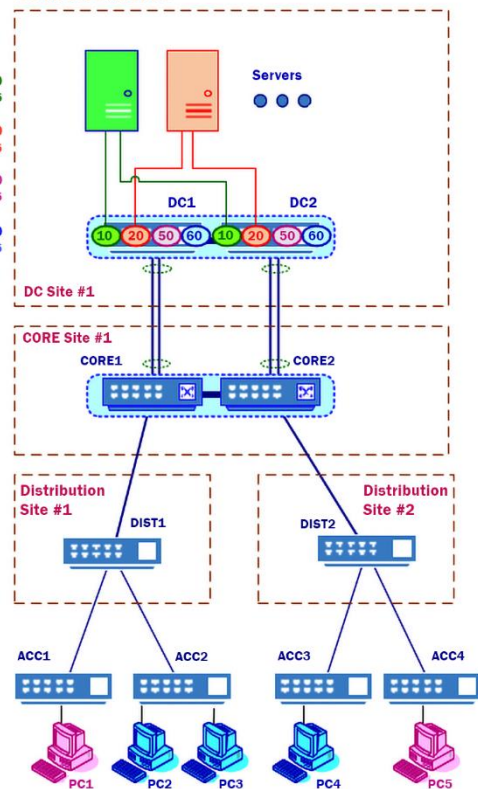 Servers
DC1
DC2
10 20 50 60 10 20 50 60
DC Site #1
CORE Site #1
CORE1
CORE2
Distribution
Site #1
Distribution
Site #2
DIST1
DIST2
ACC1
ACC2
ACC3
ACC4
PC1
PC2
PC3
PC4
PC5